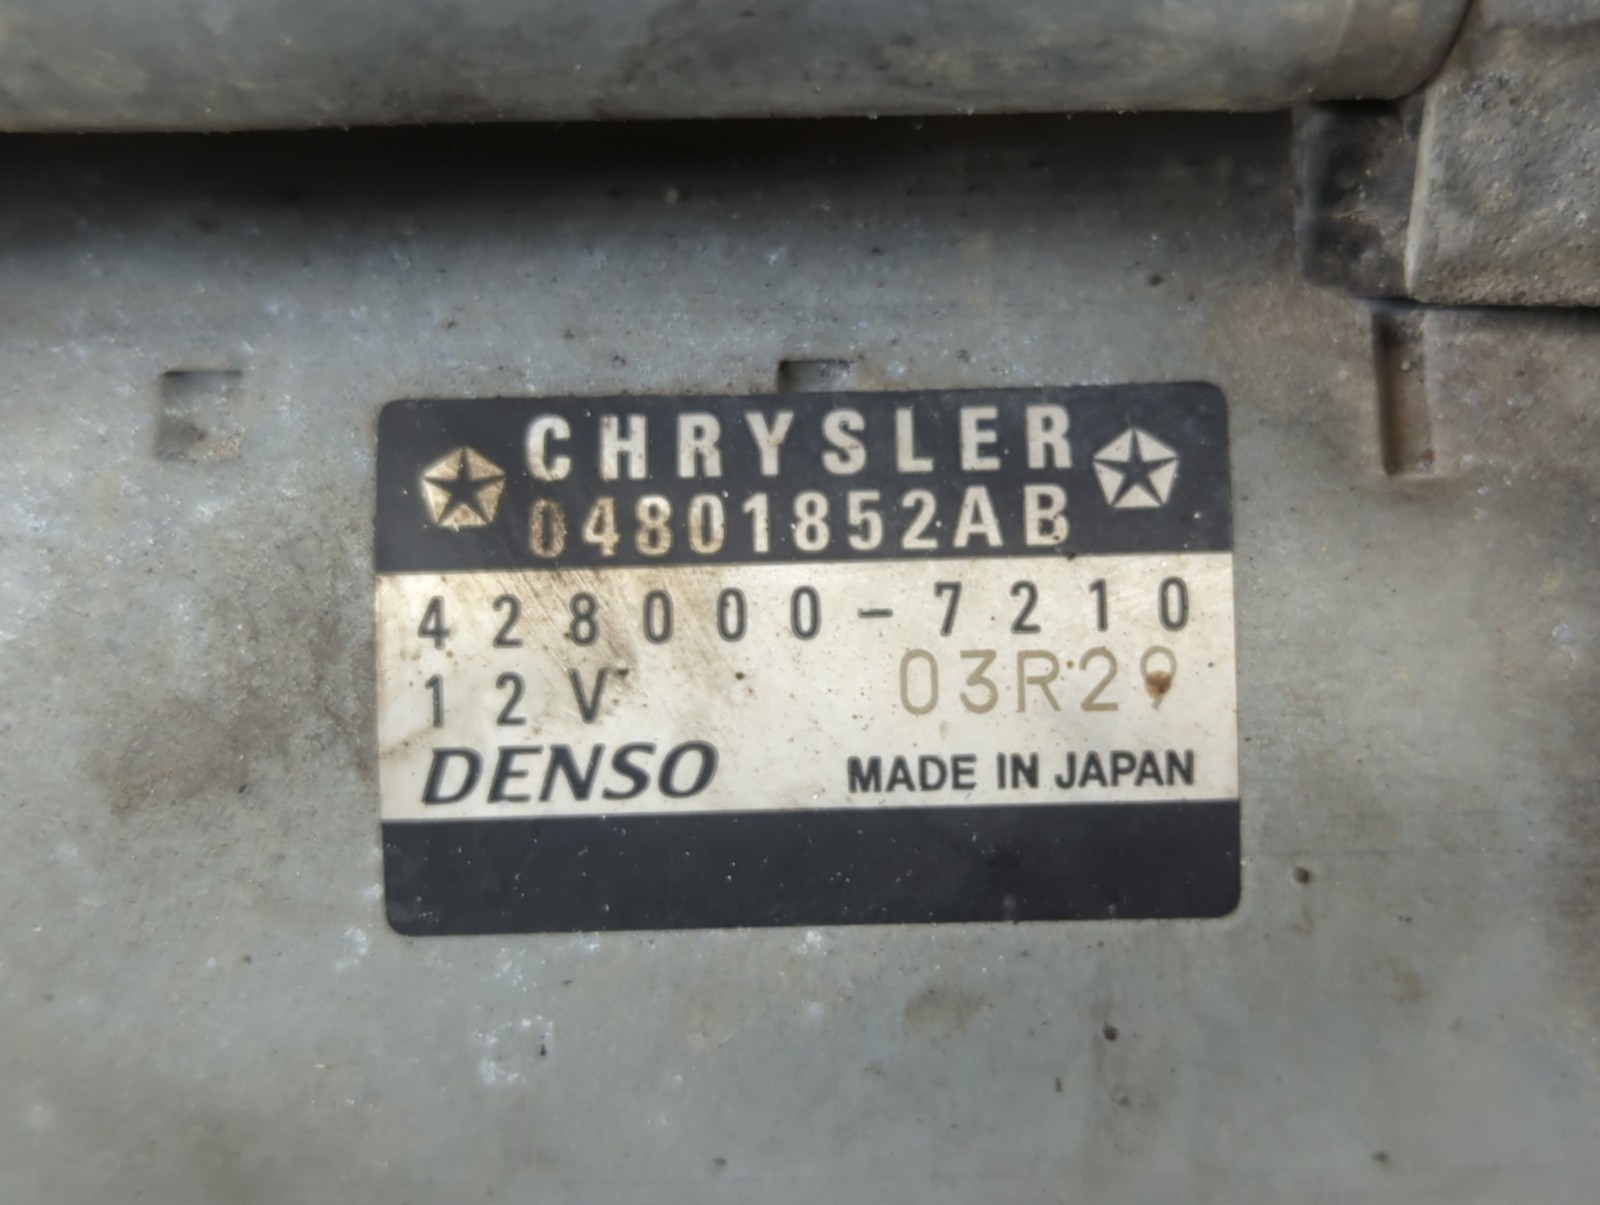 CHRYSLER
04801852AB
428000-7210
12V 03R29
DENSO MADE IN JAPAN